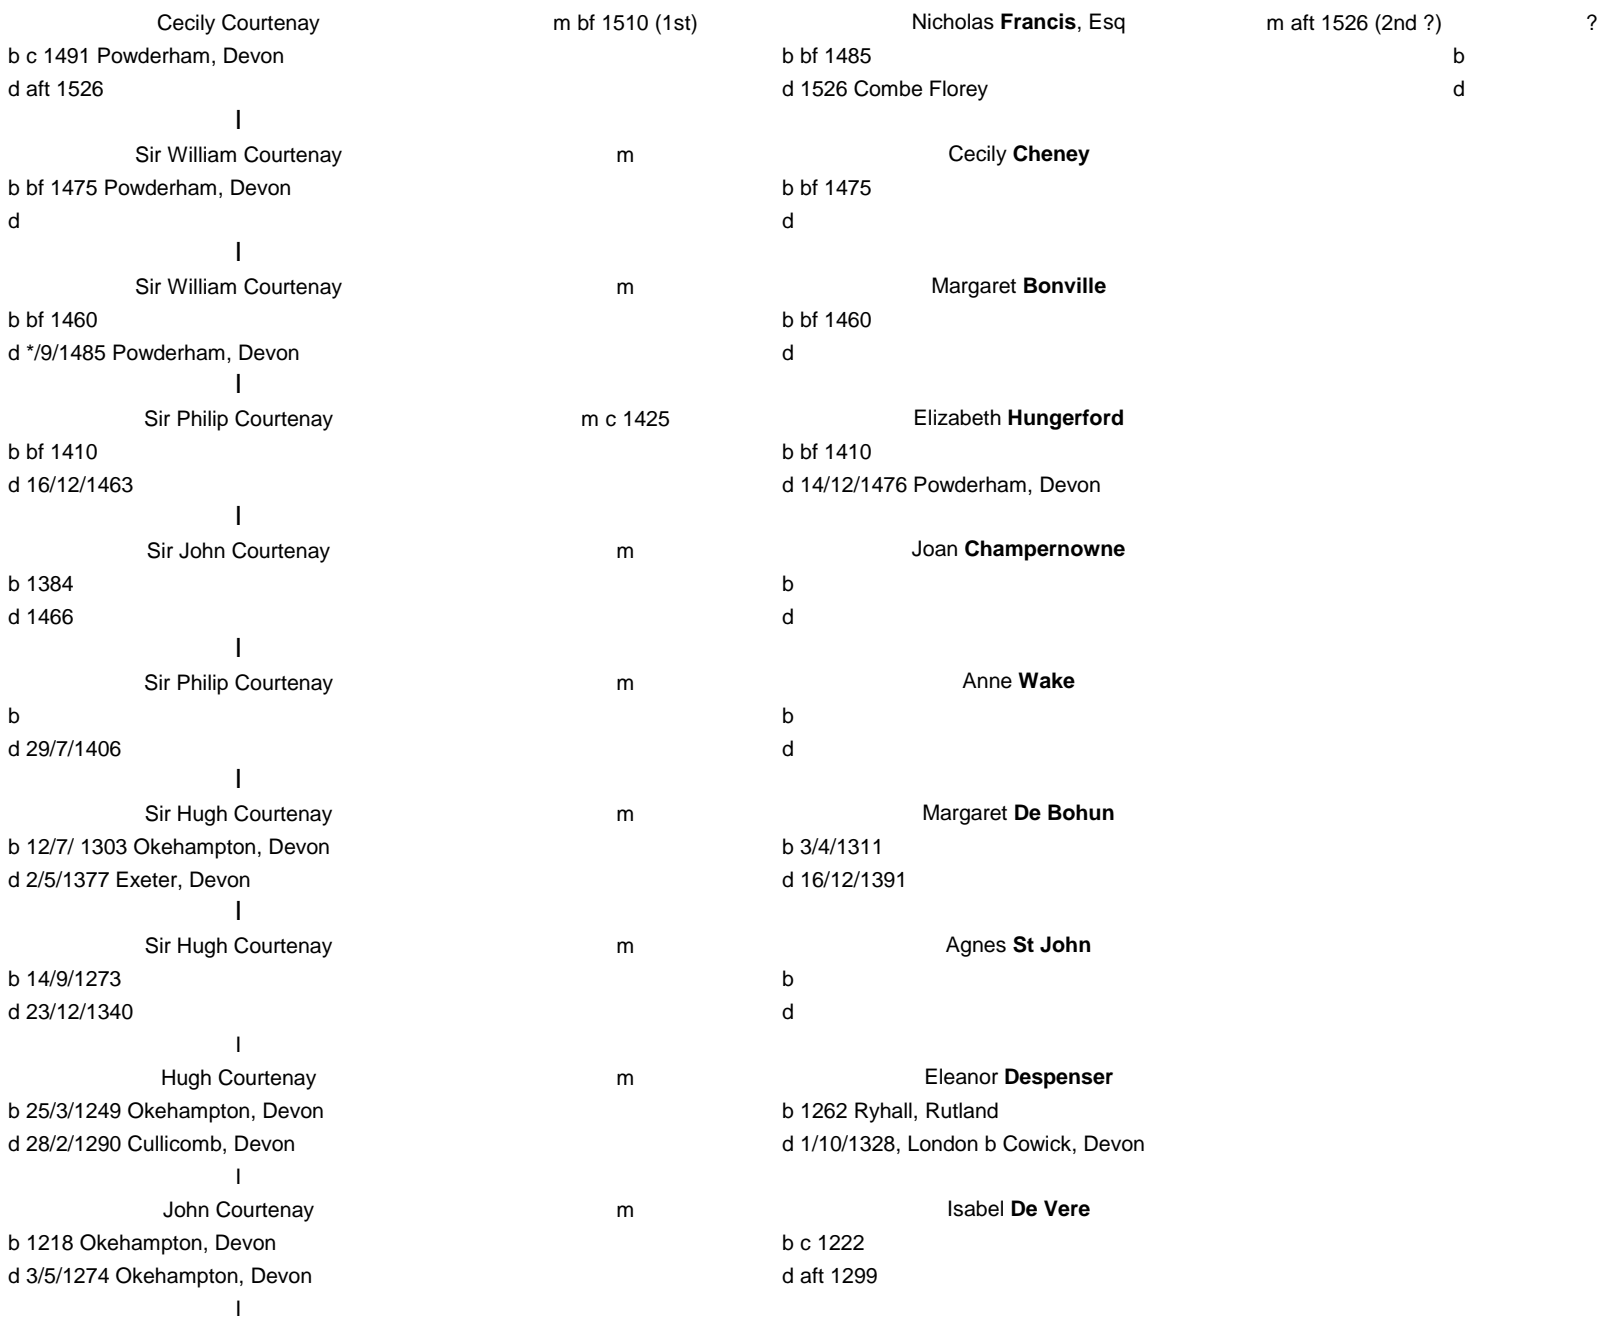 Cecily Courtenay m bf 1510 (1st) Nicholas Francis, Esq m aft 1526 (2nd ?) ?
b c 1491 Powderham, Devon b bf 1485 b
d aft 1526 d 1526 Combe Florey d
|
Sir William Courtenay m Cecily Cheney
b bf 1475 Powderham, Devon b bf 1475
d d
|
Sir William Courtenay m Margaret Bonville
b bf 1460 b bf 1460
d */9/1485 Powderham, Devon d
|
Sir Philip Courtenay m c 1425 Elizabeth Hungerford
b bf 1410 b bf 1410
d 16/12/1463 d 14/12/1476 Powderham, Devon
|
Sir John Courtenay m Joan Champernowne
b 1384 b
d 1466 d
|
Sir Philip Courtenay m Anne Wake
b b
d 29/7/1406 d
|
Sir Hugh Courtenay m Margaret De Bohun
b 12/7/ 1303 Okehampton, Devon b 3/4/1311
d 2/5/1377 Exeter, Devon d 16/12/1391
|
Sir Hugh Courtenay m Agnes St John
b 14/9/1273 b
d 23/12/1340 d
|
Hugh Courtenay m Eleanor Despenser
b 25/3/1249 Okehampton, Devon b 1262 Ryhall, Rutland
d 28/2/1290 Cullicomb, Devon d 1/10/1328, London b Cowick, Devon
|
John Courtenay m Isabel De Vere
b 1218 Okehampton, Devon b c 1222
d 3/5/1274 Okehampton, Devon d aft 1299
|